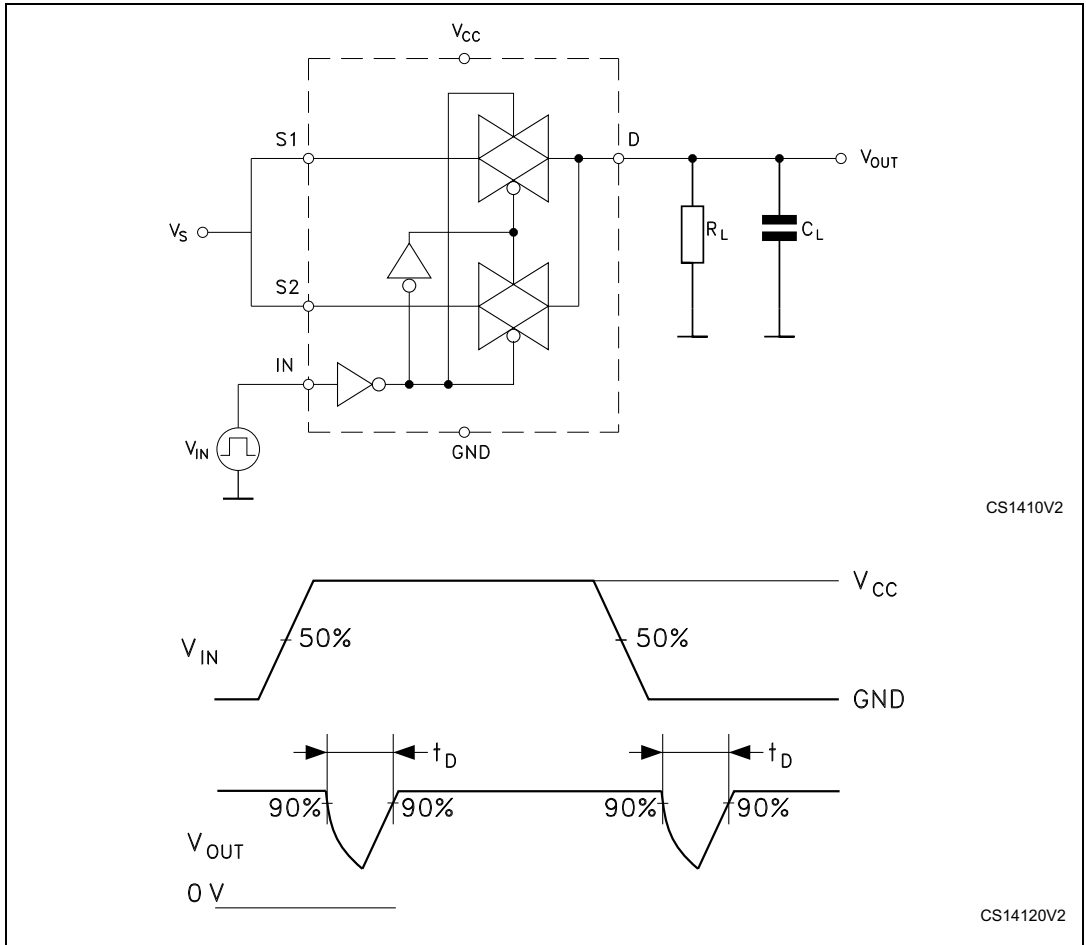 VCC
S1
D
VOUT
VS
RL
CL
S2
IN
VIN
GND
CS1410V2
VCC
50%
50%
VIN
GND
tD
tD
90%
90%
90%
90%
VOUT
0 V
CS14120V2